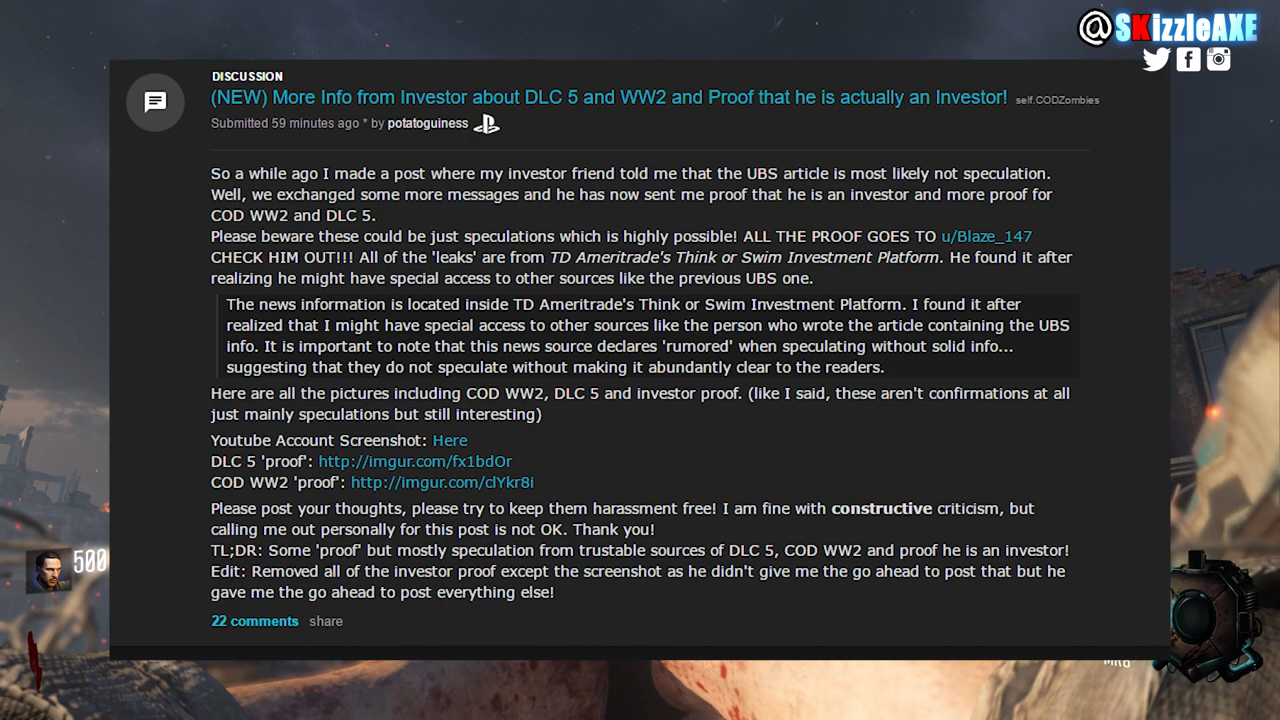 @SKizzleAXE
DISCUSSION
(NEW) More Info from Investor about DLC 5 and WW2 and Proof that he is actually an Investor! self.CODZombies
Submitted 59 minutes ago * by potatoguiness
So a while ago I made a post where my investor friend told me that the UBS article is most likely not speculation.
Well, we exchanged some more messages and he has now sent me proof that he is an investor and more proof for
COD WW2 and DLC 5.
Please beware these could be just speculations which is highly possible! ALL THE PROOF GOES TO u/Blaze_147
CHECK HIM OUT!!! All of the 'leaks' are from TD Ameritrade's Think or Swim Investment Platform. He found it after
realizing he might have special access to other sources like the previous UBS one.
The news information is located inside TD Ameritrade's Think or Swim Investment Platform. I found it after
realized that I might have special access to other sources like the person who wrote the article containing the UBS
info. It is important to note that this news source declares 'rumored' when speculating without solid info...
suggesting that they do not speculate without making it abundantly clear to the readers.
Here are all the pictures including COD WW2, DLC 5 and investor proof. (like I said, these aren't confirmations at all
just mainly speculations but still interesting)
Youtube Account Screenshot: Here
DLC 5 'proof': http://imgur.com/fx1bdOr
COD WW2 'proof': http://imgur.com/clYkr8i
Please post your thoughts, please try to keep them harassment free! I am fine with constructive criticism, but
calling me out personally for this post is not OK. Thank you!
TL;DR: Some 'proof' but mostly speculation from trustable sources of DLC 5, COD WW2 and proof he is an investor!
Edit: Removed all of the investor proof except the screenshot as he didn't give me the go ahead to post that but he
gave me the go ahead to post everything else!
22 comments share
500